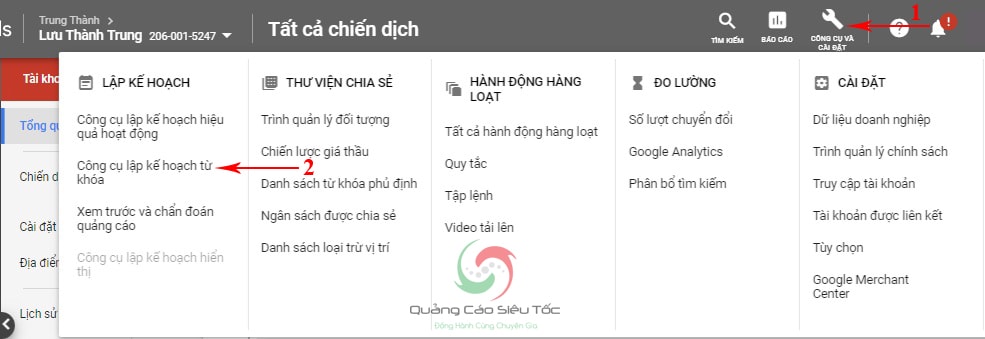 ds
Trung Thành
Lưu Thành Trung 206-001-5247
Tất cả chiến dịch
TÌM KIẾM
BÁO CÁO
CÔNG CỤ VÀ
CÀI ĐẶT
1
?
!
Tài kho
Tổng qu
Chiến d
Cài đặt
Địa điểm
Lịch sử
LẬP KẾ HOẠCH
Công cụ lập kế hoạch hiệu
quả hoạt động
Công cụ lập kế hoạch từ
khóa
2
Xem trước và chẩn đoán
quảng cáo
Công cụ lập kế hoạch hiển
thị
THƯ VIỆN CHIA SẺ
Trình quản lý đối tượng
Chiến lược giá thầu
Danh sách từ khóa phủ định
Ngân sách được chia sẻ
Danh sách loại trừ vị trí
HÀNH ĐỘNG HÀNG
LOẠT
Tất cả hành động hàng loạt
Quy tắc
Tập lệnh
Video tải lên
ĐO LƯỜNG
Số lượt chuyển đổi
Google Analytics
Phân bổ tìm kiếm
CÀI ĐẶT
Dữ liệu doanh nghiệp
Trình quản lý chính sách
Truy cập tài khoản
Tài khoản được liên kết
Tùy chọn
Google Merchant
Center
Quảng Cáo Siêu Tốc
Đồng Hành Cùng Chuyên Gia